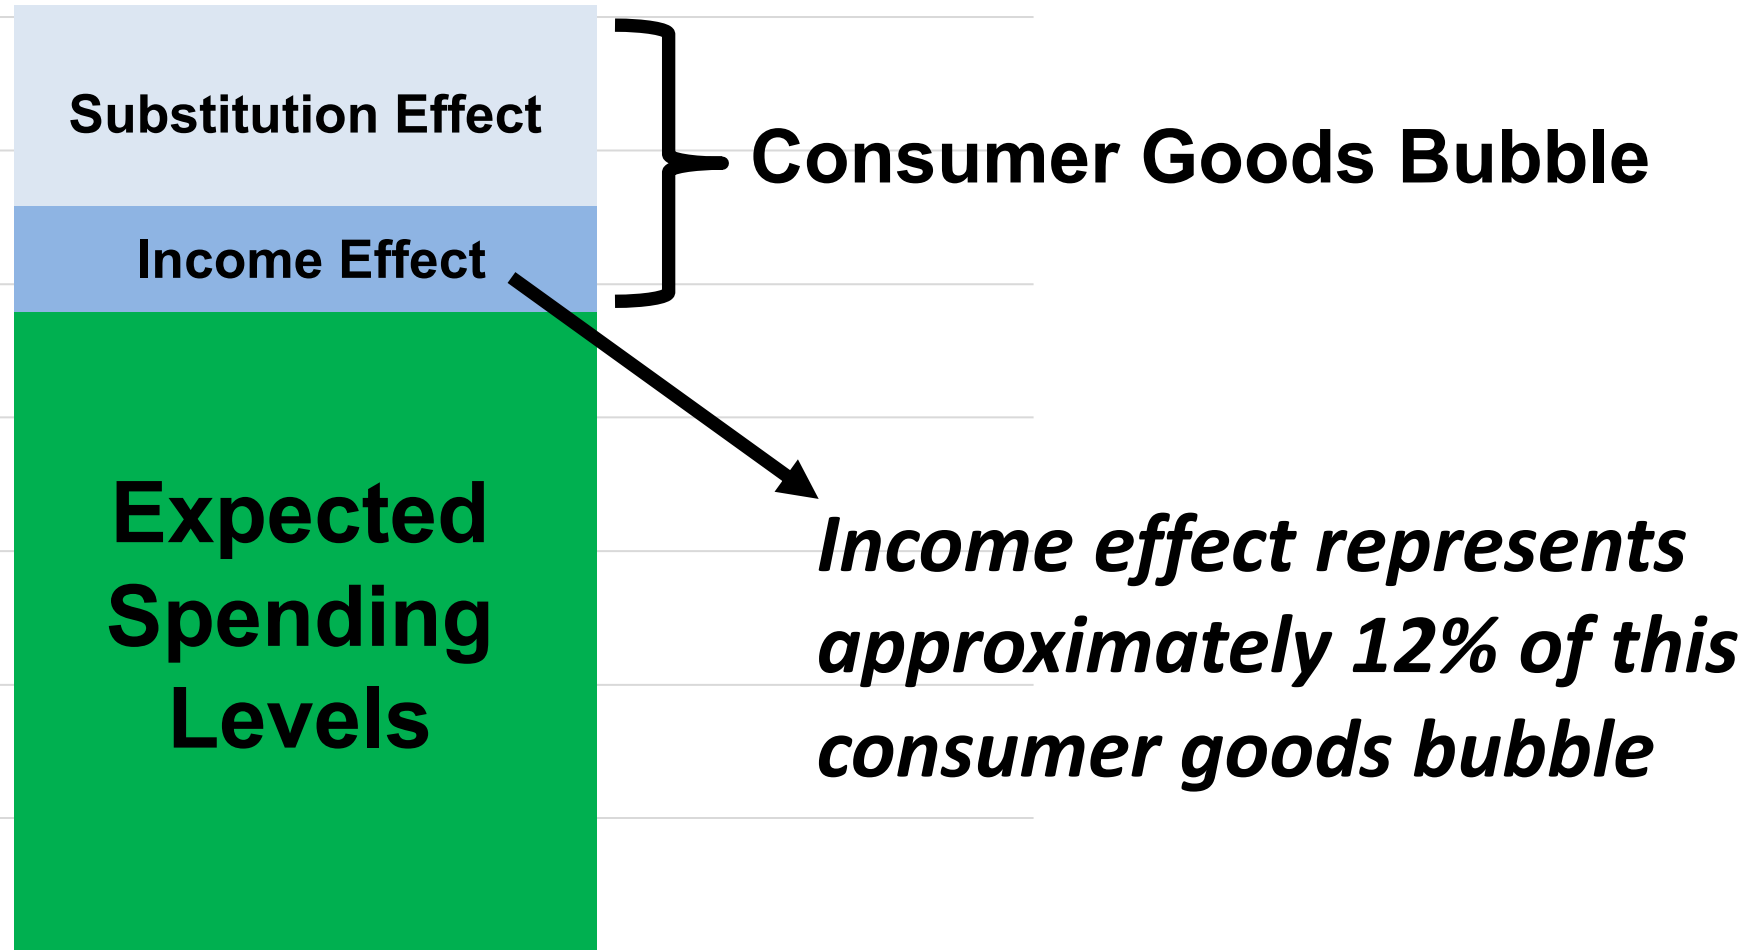 Substitution Effect
Consumer Goods Bubble
Income Effect
Expected
Spending
Levels
Income effect represents
approximately 12% of this
consumer goods bubble